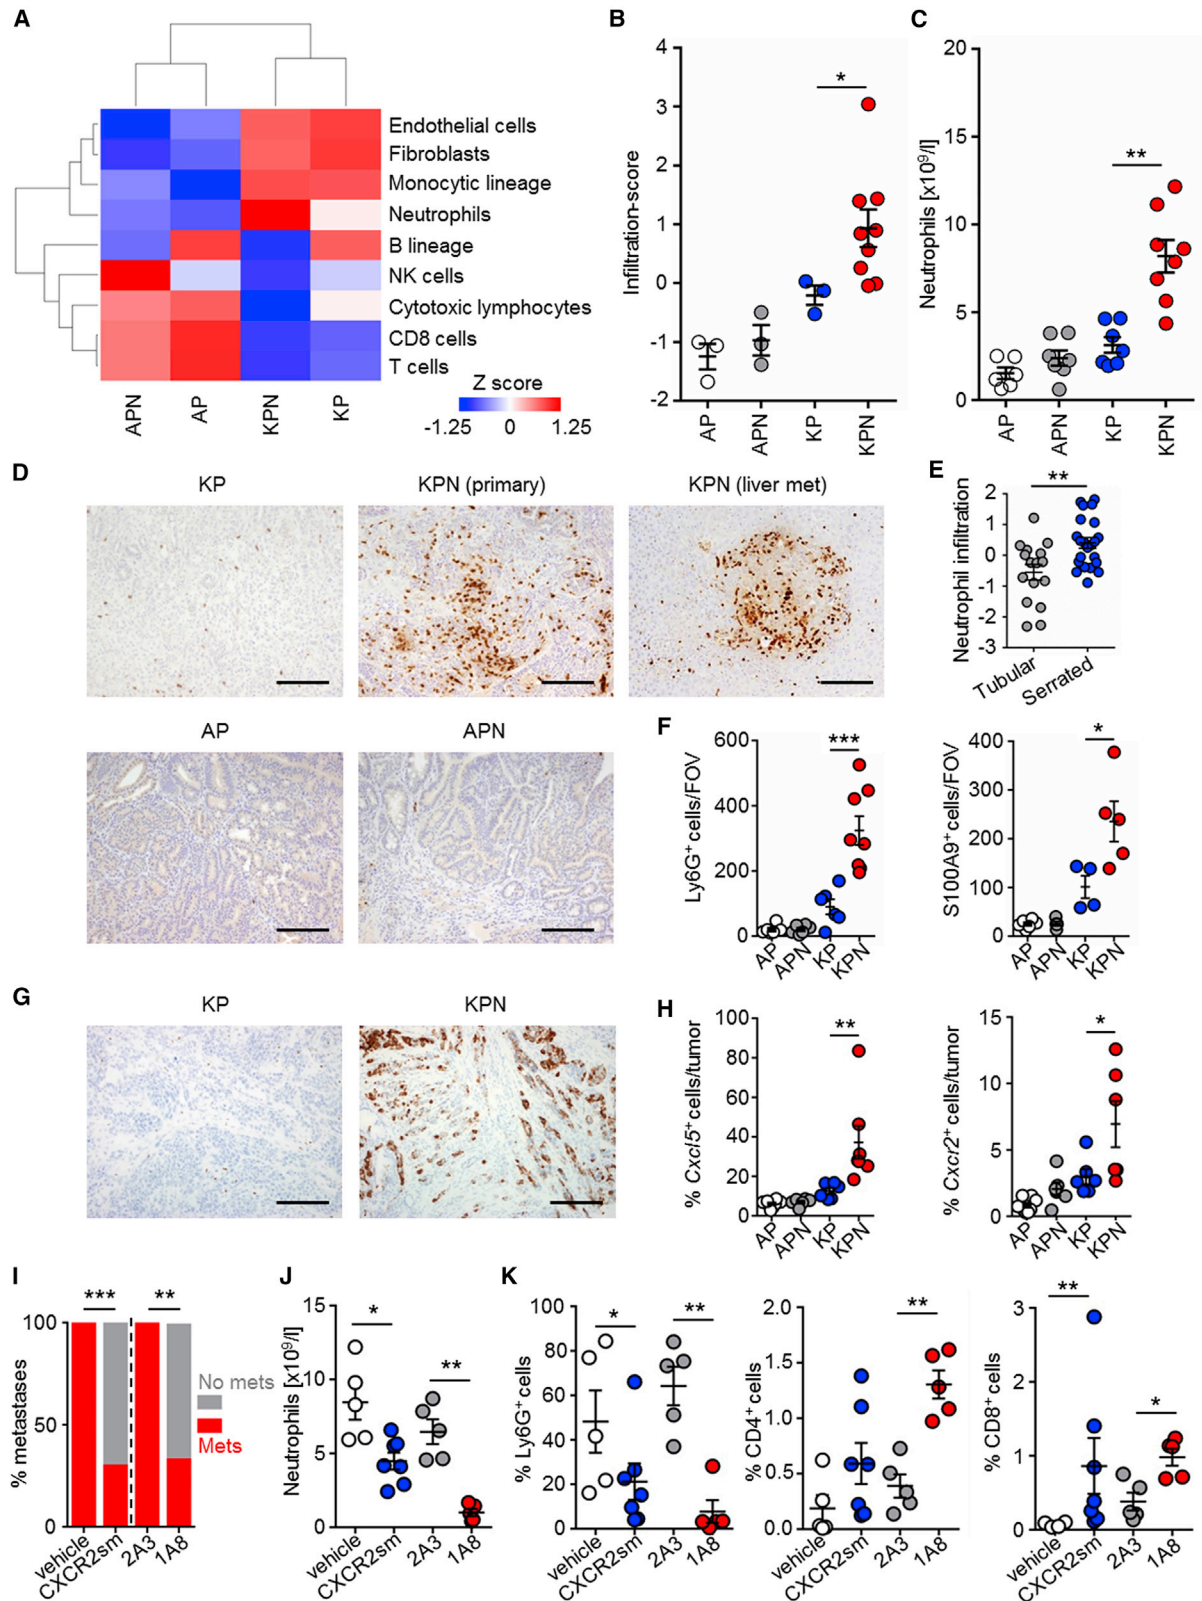 A
Endothelial cells
Fibroblasts
Monocytic lineage
Neutrophils
B lineage
NK cells
Cytotoxic lymphocytes
CD8 cells
T cells
APN
AP
KPN
KP
Z score
-1.25 0 1.25
B
Infiltration-score
4
3
2
1
0
-1
-2
AP
APN
KP
KPN
*
C
Neutrophils [x10⁹/l]
20
15
10
5
0
AP
APN
KP
KPN
**
D
KP
KPN (primary)
KPN (liver met)
AP
APN
E
Neutrophil infiltration
**
2
1
0
-1
-2
-3
Tubular
Serrated
F
Ly6G⁺ cells/FOV
600
400
200
0
***
AP
APN
KP
KPN
S100A9⁺cells/FOV
400
300
200
100
0
*
AP
APN
KP
KPN
G
KP
KPN
H
% Cxcl5⁺cells/tumor
100
80
60
40
20
0
**
AP
APN
KP
KPN
% Cxcr2⁺ cells/tumor
15
10
5
0
*
AP
APN
KP
KPN
I
% metastases
*** **
100
50
0
No mets
Mets
vehicle
CXCR2sm
2A3
1A8
J
Neutrophils [x10⁹/l]
15
10
5
0
*
**
vehicle
CXCR2sm
2A3
1A8
K
% Ly6G⁺ cells
100
80
60
40
20
0
*
**
vehicle
CXCR2sm
2A3
1A8
% CD4⁺ cells
2.0
1.5
1.0
0.5
0.0
**
vehicle
CXCR2sm
2A3
1A8
% CD8⁺ cells
3
2
1
0
**
*
vehicle
CXCR2sm
2A3
1A8